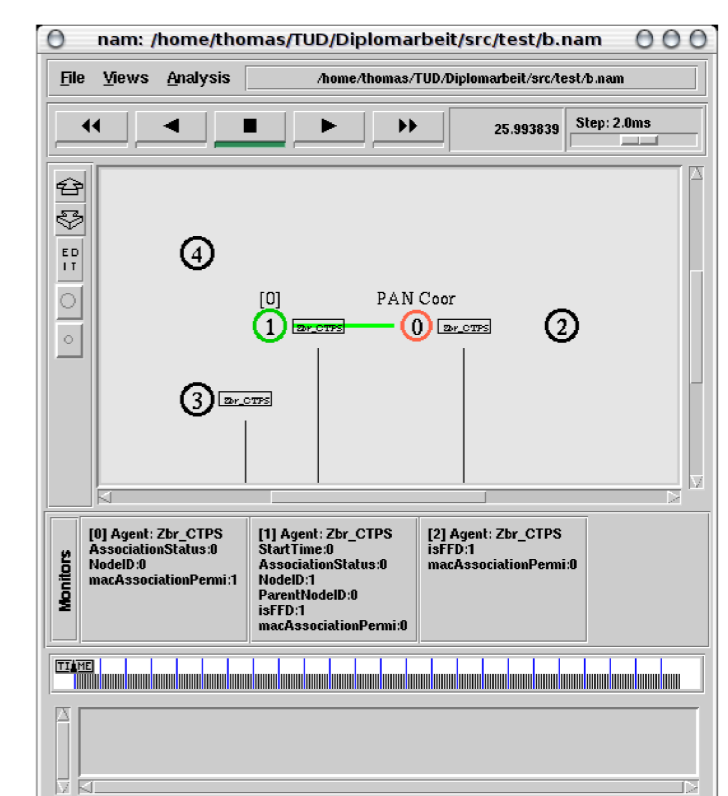 nam: /home/thomas/TUD/Diplomarbeit/src/test/b.nam
File Views Analysis /home/thomas/TUD/Diplomarbeit/src/test/b.nam
25.993839 Step: 2.0ms
ED
IT
4
[0] PAN Coor
1 Zbr_CTPS 0 Zbr_CTPS 2
3 Zbr_CTPS
Monitors
[0] Agent: Zbr_CTPS
AssociationStatus:0
NodeID:0
macAssociationPermi:1
[1] Agent: Zbr_CTPS
StartTime:0
AssociationStatus:0
NodeID:1
ParentNodeID:0
isFFD:1
macAssociationPermi:0
[2] Agent: Zbr_CTPS
isFFD:1
macAssociationPermi:0
TIME